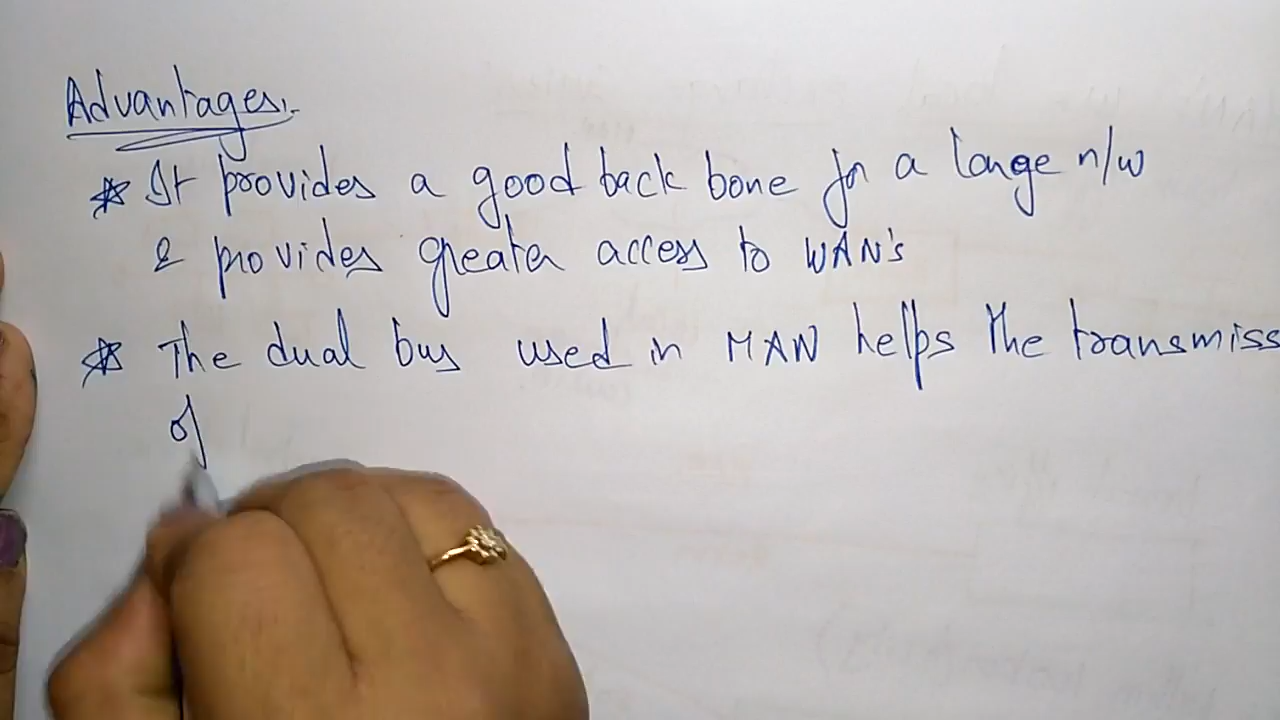 Advantages:-
* It provides a good back bone for a large n/w
& provides greater access to WAN's
* The dual bus used in MAN helps the transmiss
of